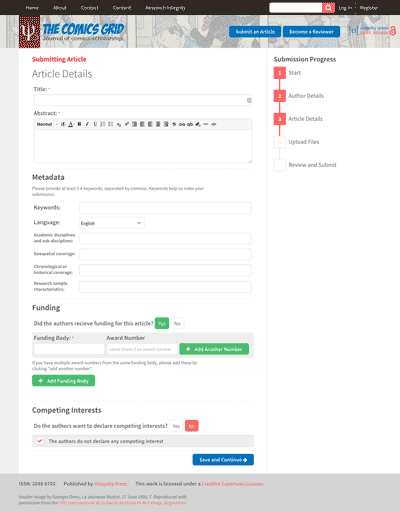 Home About Contact Content Research Integrity
Log in Register
THE COMICS GRID
Journal of comics scholarship
Submit an Article Become a Reviewer
OPEN ACCESS
Submitting Article
Article Details
Title: *
Abstract: *
Normal
Metadata
Please provide at least 3-6 keywords, separated by commas. Keywords help us index your
submission.
Keywords:
Language: English
Academic disciplines
and sub-disciplines:
Geospatial coverage:
Chronological or
historical coverage:
Research sample
characteristics:
Funding
Did the authors recieve funding for this article? Yes No
Funding Body: * Award Number
Leave blank if no award number
Add Another Number
If you have multiple award numbers from the same funding body, please add these by
clicking "add another number"
Add Funding Body
Competing Interests
Do the authors want to declare competing interests? Yes No
The authors do not declare any competing interest
Save and Continue
Submission Progress
1 Start
2 Author Details
3 Article Details
Upload Files
Review and Submit
ISSN: 2048-0792 Published by Ubiquity Press This work is licensed under a Creative Commons License.
Header image by Georges Omry, La Jeunesse Illustré, 17 June 1906, 7. Reproduced with
permission from the